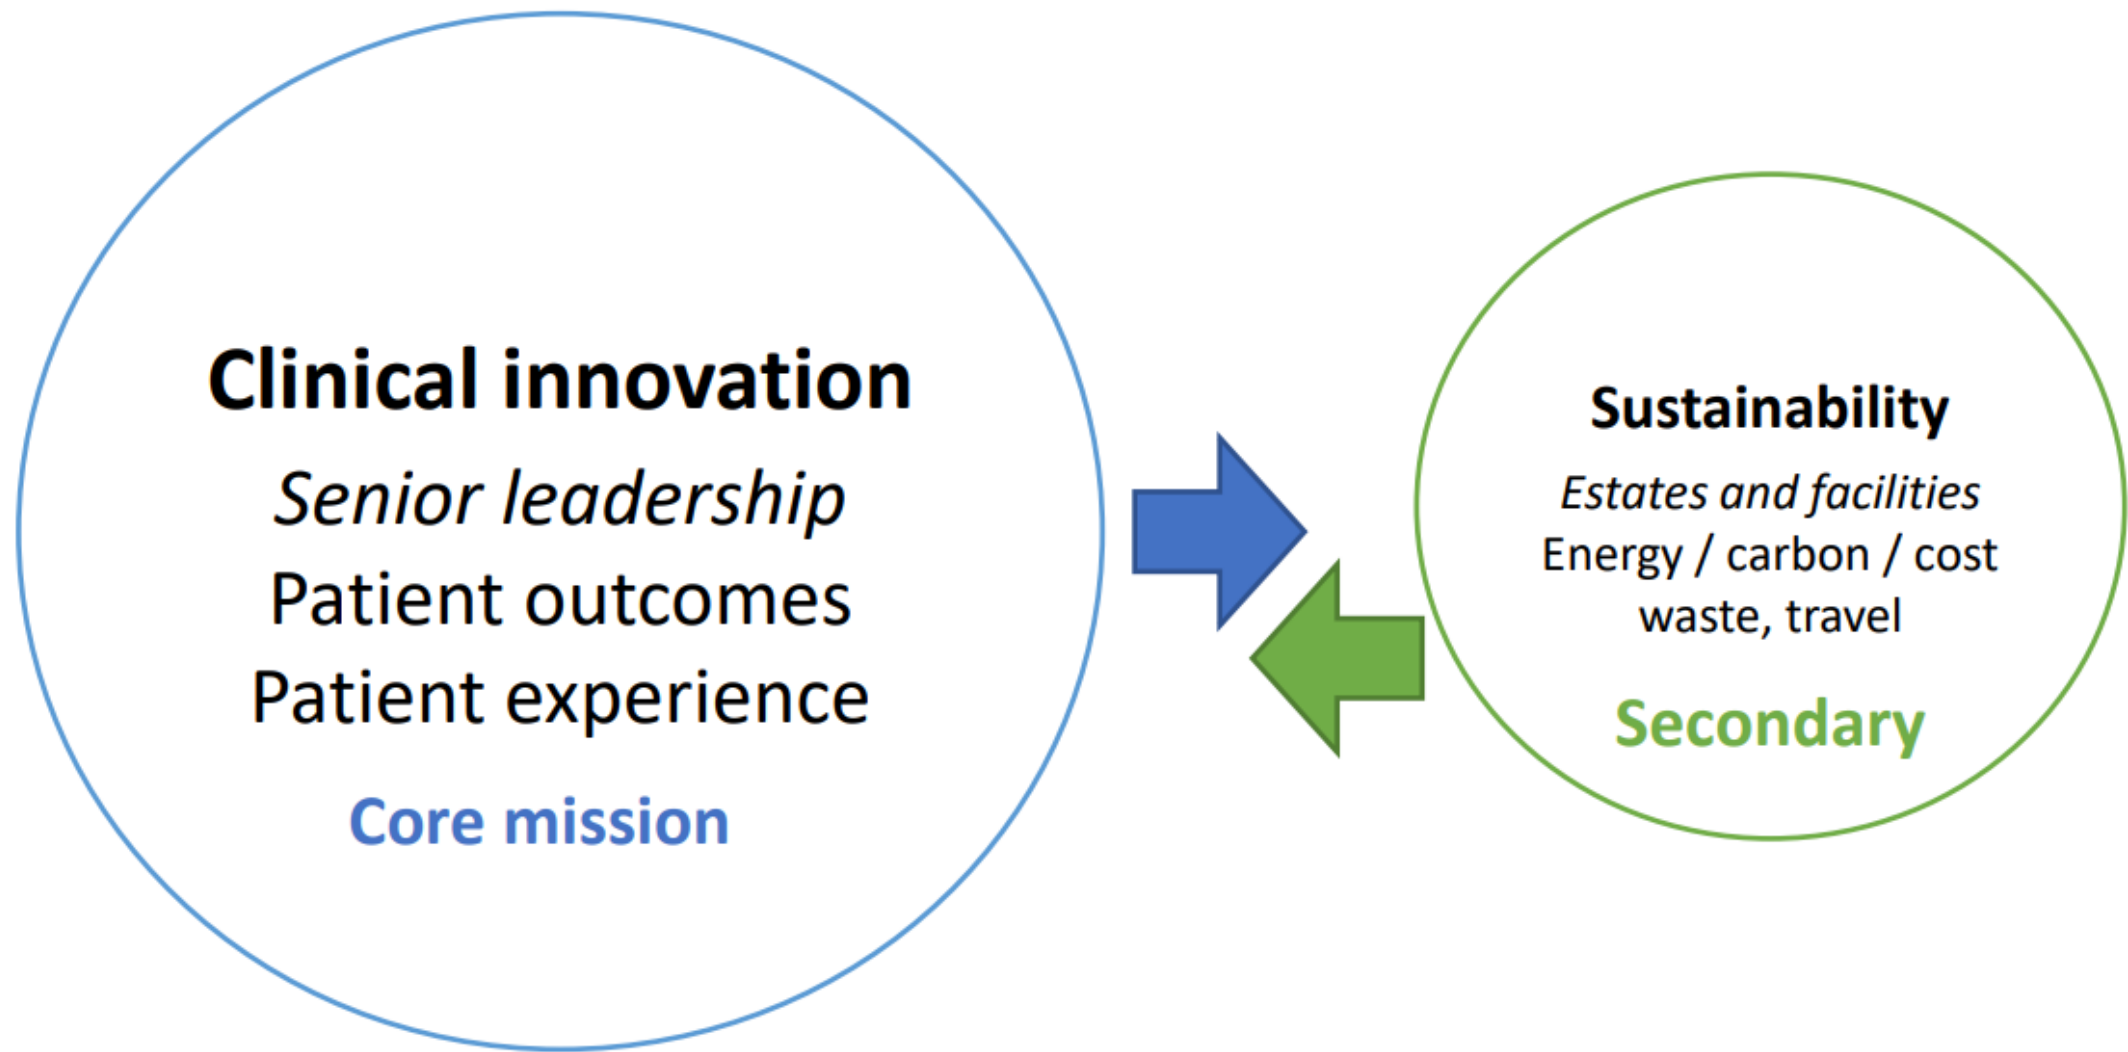 Clinical innovation
Senior leadership
Patient outcomes
Patient experience
Core mission
Sustainability
Estates and facilities
Energy / carbon / cost
waste, travel
Secondary